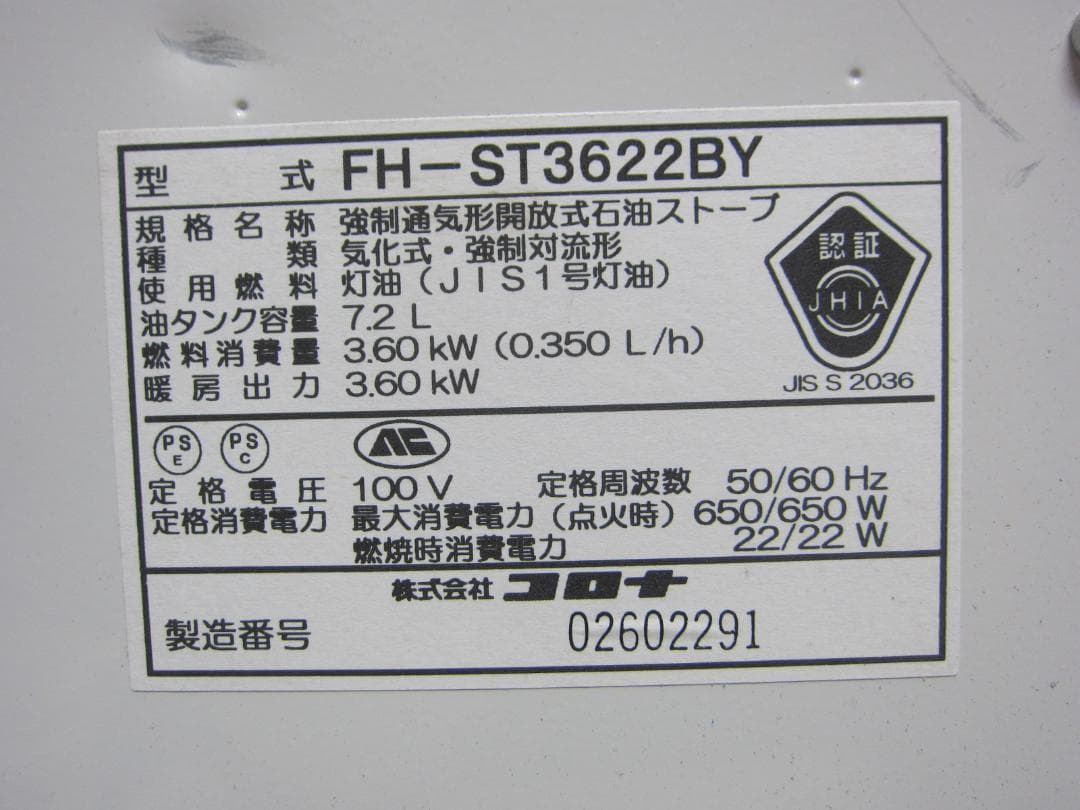 型式 FH-ST3622BY
規格名称 強制通気形開放式石油ストーブ
種類 気化式・強制対流形
使用燃料 灯油(JIS1号灯油)
油タンク容量 7.2 L
燃料消費量 3.60 kW (0.350 L/h)
暖房出力 3.60 kW
認証
JHIA
JIS S 2036
PS E PS C
定格電圧 100 V 定格周波数 50/60 Hz
定格消費電力 最大消費電力(点火時) 650/650 W
燃焼時消費電力 22/22 W
株式会社 コロナ
製造番号 02602291